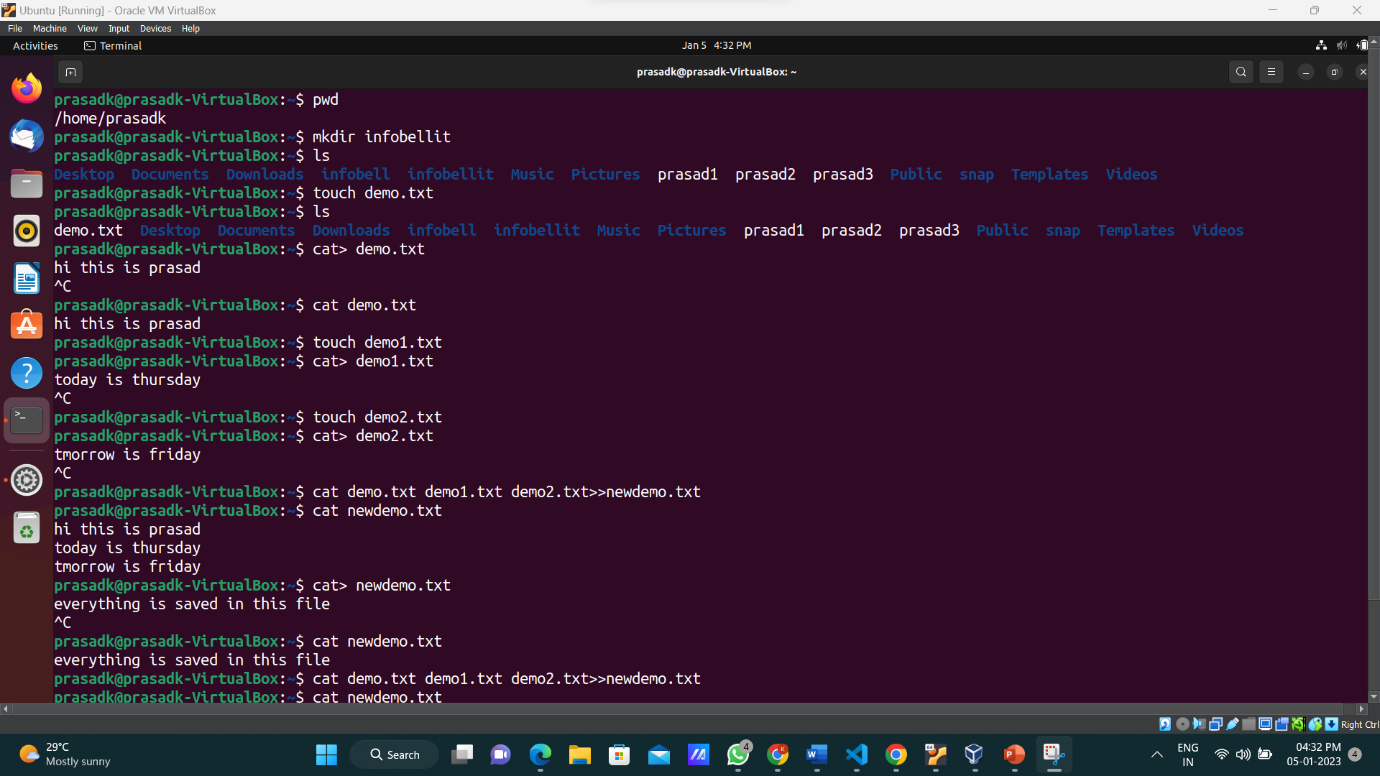 Ubuntu [Running] - Oracle VM VirtualBox
File Machine View Input Devices Help
Activities Terminal Jan 5 4:32 PM
prasadk@prasadk-VirtualBox: ~
prasadk@prasadk-VirtualBox:~$ pwd
/home/prasadk
prasadk@prasadk-VirtualBox:~$ mkdir infobellit
prasadk@prasadk-VirtualBox:~$ ls
Desktop Documents Downloads infobell infobellit Music Pictures prasad1 prasad2 prasad3 Public snap Templates Videos
prasadk@prasadk-VirtualBox:~$ touch demo.txt
prasadk@prasadk-VirtualBox:~$ ls
demo.txt Desktop Documents Downloads infobell infobellit Music Pictures prasad1 prasad2 prasad3 Public snap Templates Videos
prasadk@prasadk-VirtualBox:~$ cat> demo.txt
hi this is prasad
^C
prasadk@prasadk-VirtualBox:~$ cat demo.txt
hi this is prasad
prasadk@prasadk-VirtualBox:~$ touch demo1.txt
prasadk@prasadk-VirtualBox:~$ cat> demo1.txt
today is thursday
^C
prasadk@prasadk-VirtualBox:~$ touch demo2.txt
prasadk@prasadk-VirtualBox:~$ cat> demo2.txt
tmorrow is friday
^C
prasadk@prasadk-VirtualBox:~$ cat demo.txt demo1.txt demo2.txt>>newdemo.txt
prasadk@prasadk-VirtualBox:~$ cat newdemo.txt
hi this is prasad
today is thursday
tmorrow is friday
prasadk@prasadk-VirtualBox:~$ cat> newdemo.txt
everything is saved in this file
^C
prasadk@prasadk-VirtualBox:~$ cat newdemo.txt
everything is saved in this file
prasadk@prasadk-VirtualBox:~$ cat demo.txt demo1.txt demo2.txt>>newdemo.txt
prasadk@prasadk-VirtualBox:~$ cat newdemo.txt
Right Ctrl
29°C
Mostly sunny
Search
4
ENG
IN
04:32 PM
05-01-2023
4